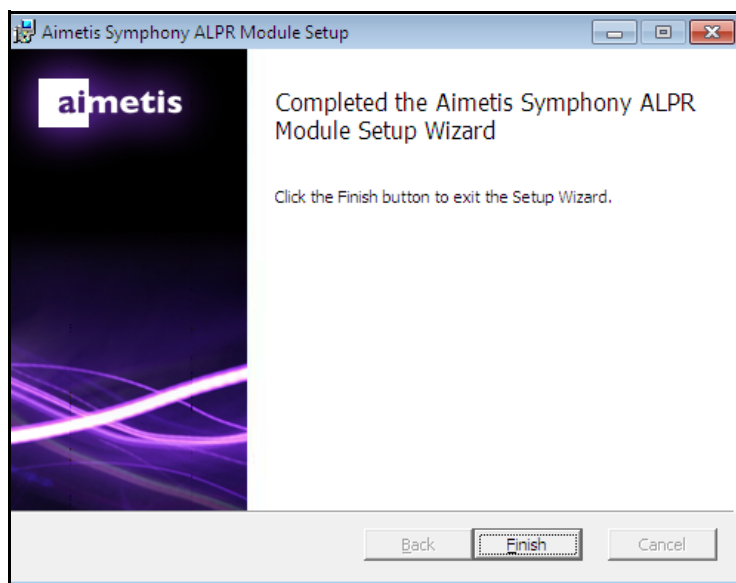 Aimetis Symphony ALPR Module Setup
aimetis
Completed the Aimetis Symphony ALPR
Module Setup Wizard
Click the Finish button to exit the Setup Wizard.
Back
Finish
Cancel